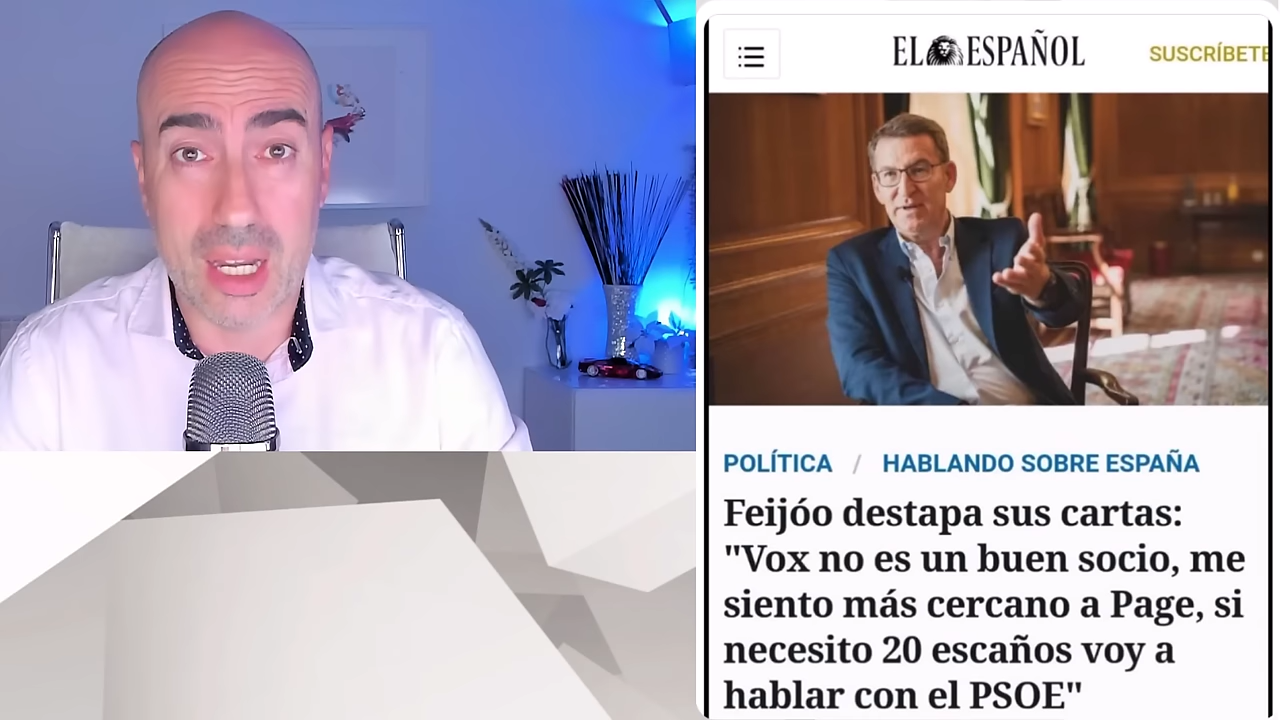 EL ESPAÑOL
SUSCRÍBETE
POLÍTICA / HABLANDO SOBRE ESPAÑA
Feijóo destapa sus cartas:
"Vox no es un buen socio, me
siento más cercano a Page, si
necesito 20 escaños voy a
hablar con el PSOE"